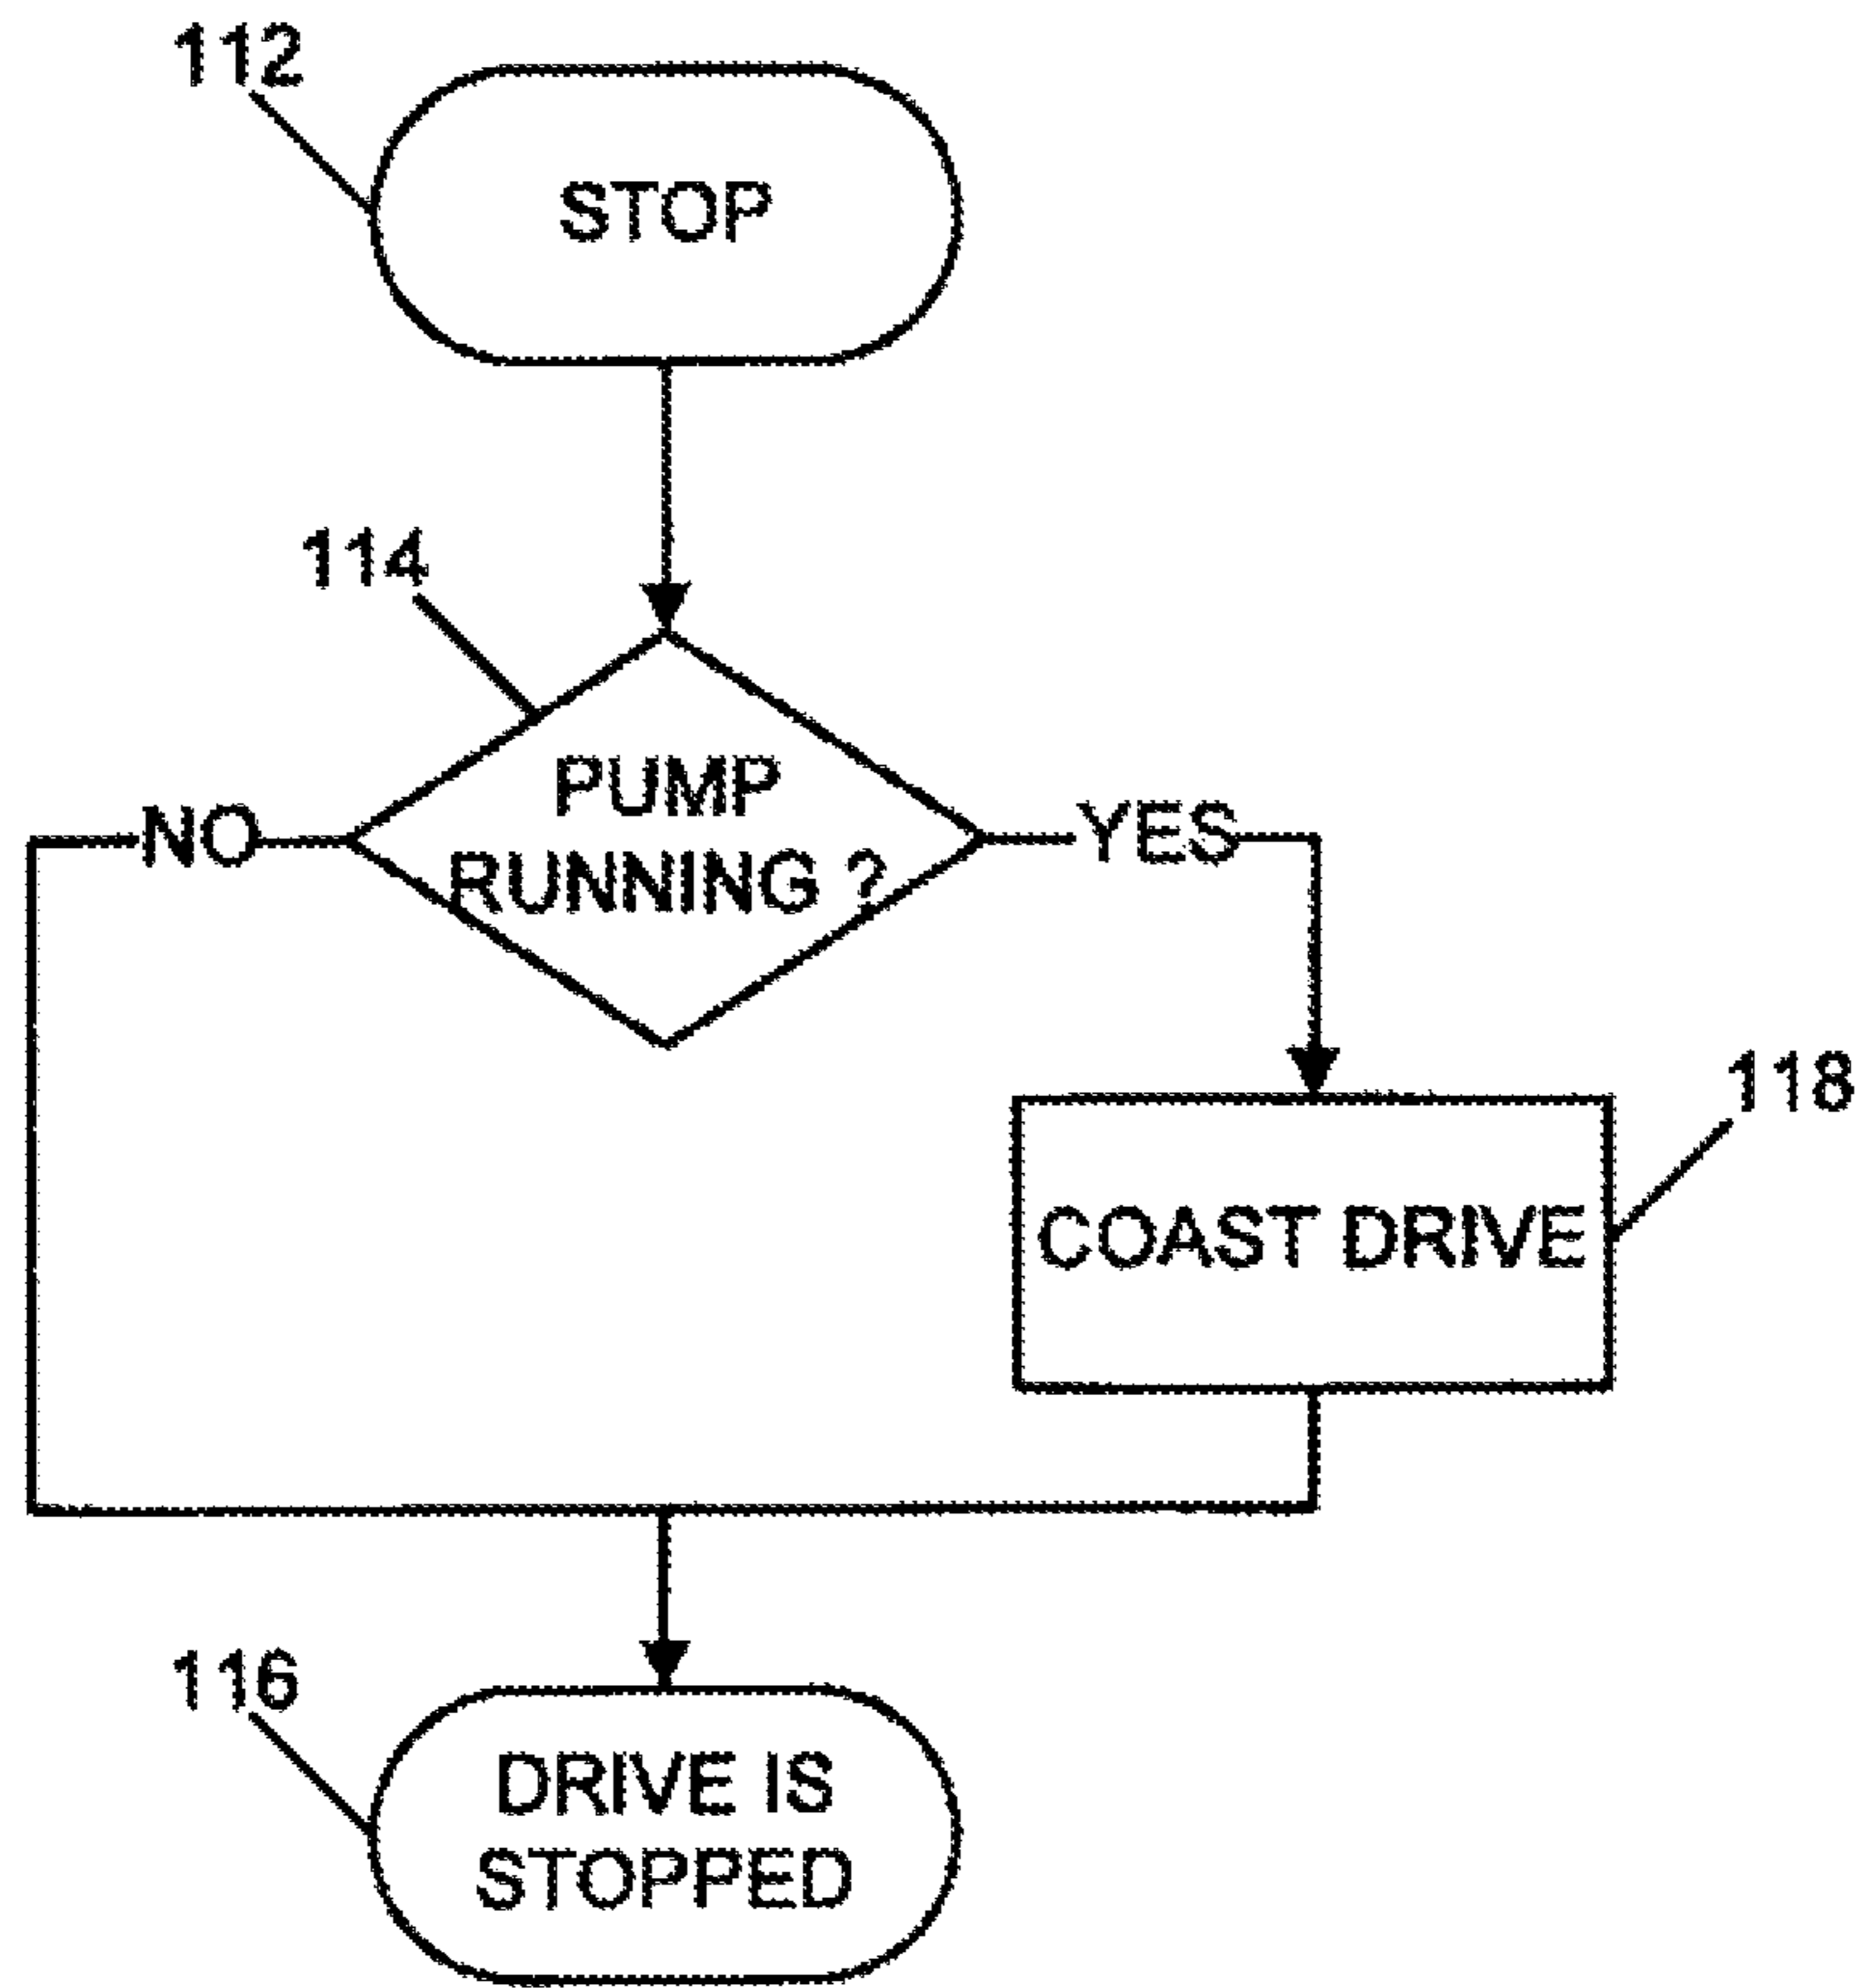 112
STOP
114
PUMP
RUNNING ?
NO
YES
118
COAST DRIVE
116
DRIVE IS
STOPPED